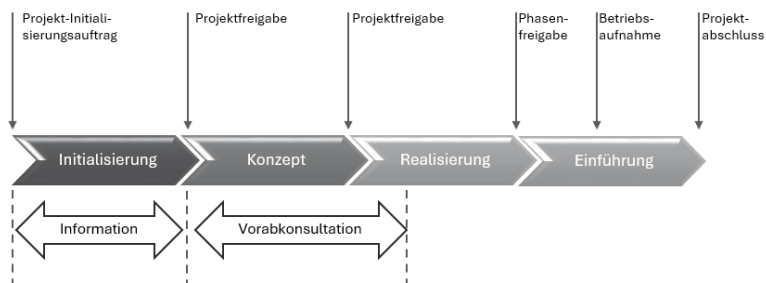 Projekt-Initiali-
sierungsauftrag
Projektfreigabe
Projektfreigabe
Phasen-
freigabe
Betriebs-
aufnahme
Projekt-
abschluss
Initialisierung
Konzept
Realisierung
Einführung
Information
Vorabkonsultation